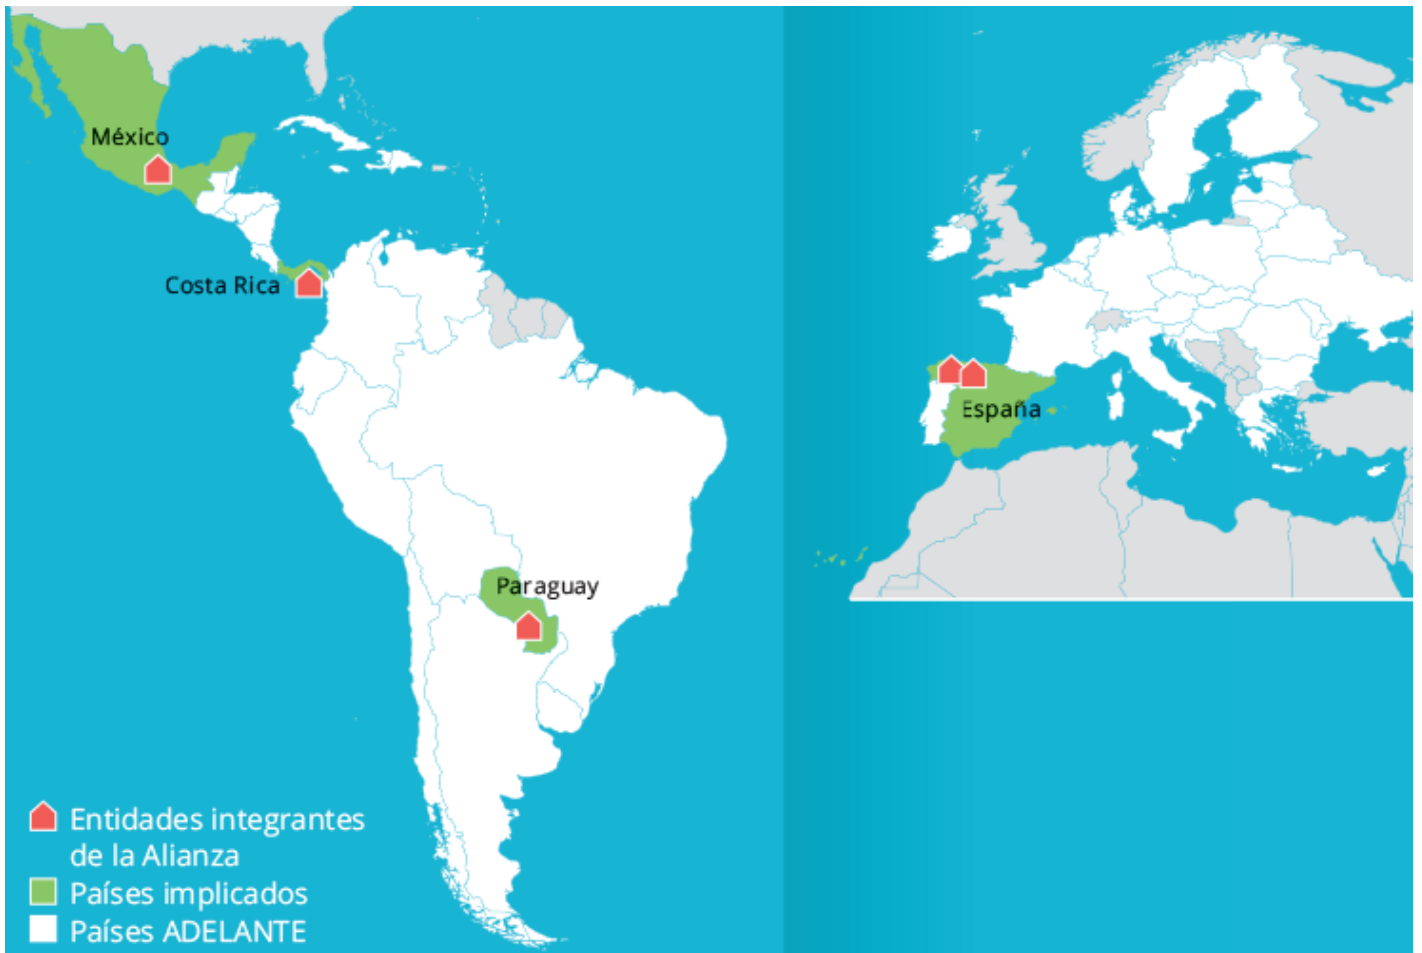 México
Costa Rica
España
Paraguay
Entidades integrantes
de la Alianza
Países implicados
Países ADELANTE